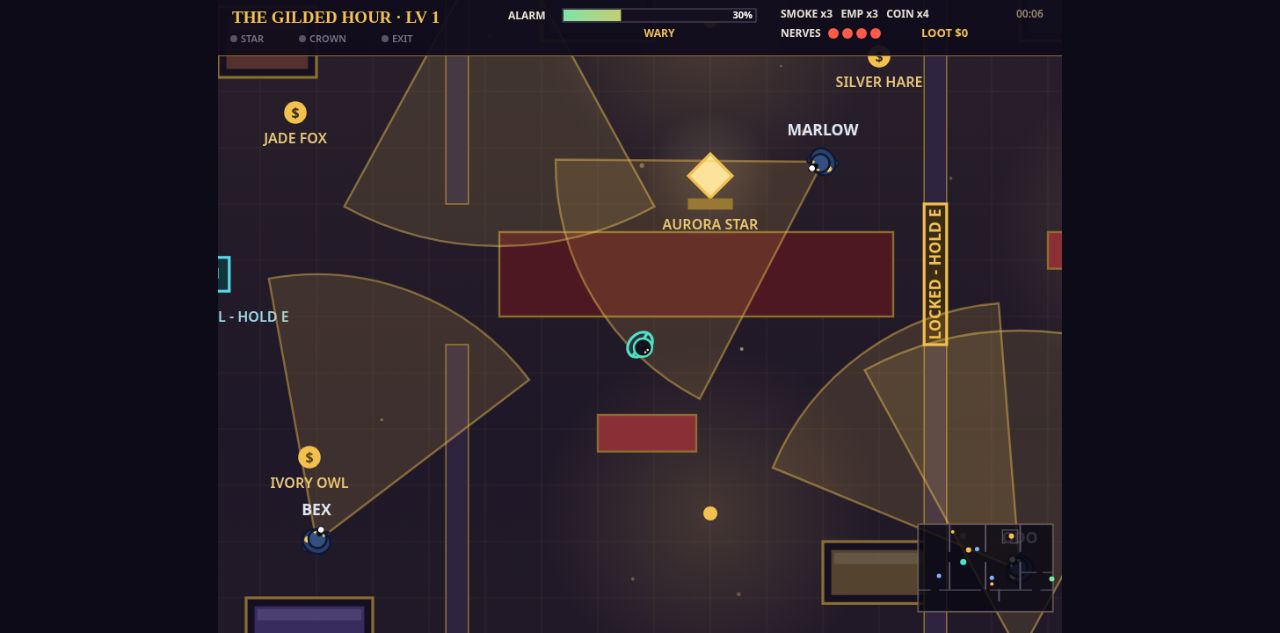 THE GILDED HOUR · LV 1
STAR
CROWN
EXIT
ALARM
30%
WARY
SMOKE x3 EMP x3 COIN x4
NERVES
LOOT $0
00:06
$
SILVER HARE
$
JADE FOX
MARLOW
AURORA STAR
LOCKED - HOLD E
L - HOLD E
$
IVORY OWL
BEX